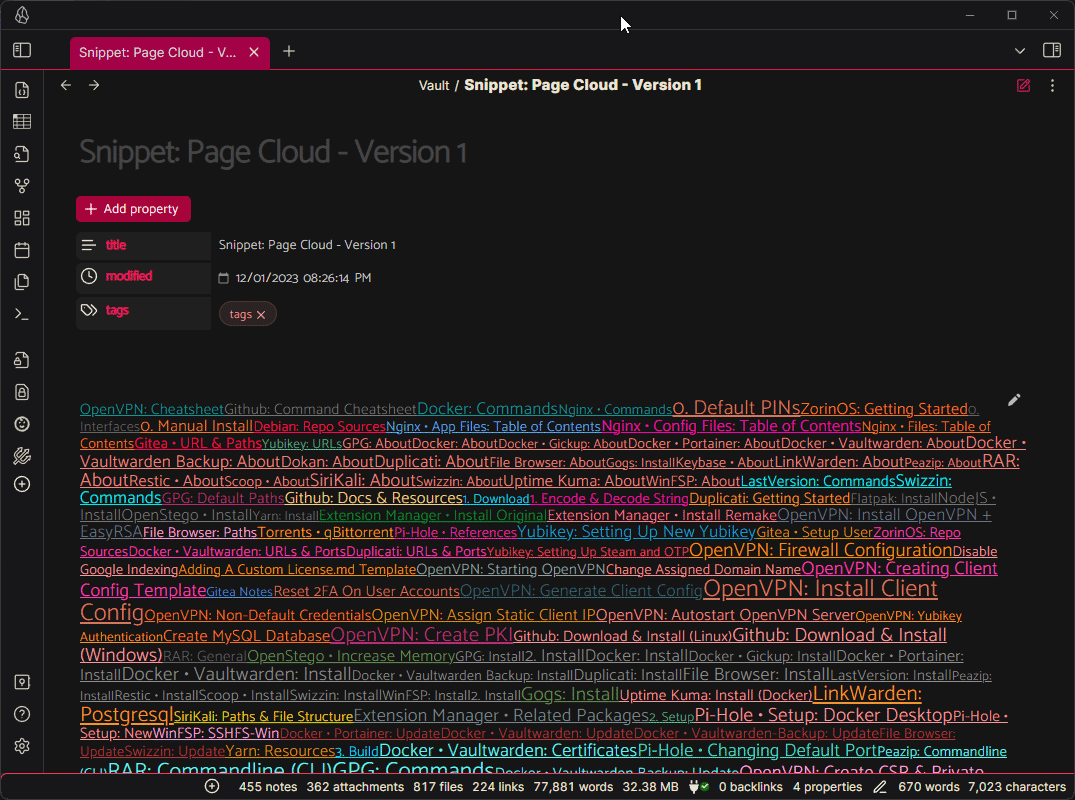 Snippet: Page Cloud - V...
Vault / Snippet: Page Cloud - Version 1
Snippet: Page Cloud - Version 1
Add property
title Snippet: Page Cloud - Version 1
modified 12/01/2023 08:26:14 PM
tags tags
OpenVPN: CheatsheetGithub: Command CheatsheetDocker: CommandsNginx • Commands0. Default PINsZorinOS: Getting Started0.
Interfaces0. Manual InstallDebian: Repo SourcesNginx • App Files: Table of ContentsNginx • Config Files: Table of ContentsNginx • Files: Table of
ContentsGitea • URL & PathsYubikey: URLsGPG: AboutDocker: AboutDocker • Gickup: AboutDocker • Portainer: AboutDocker • Vaultwarden: AboutDocker •
Vaultwarden Backup: AboutDokan: AboutDuplicati: AboutFile Browser: AboutGogs: InstallKeybase • AboutLinkWarden: AboutPeazip: AboutRAR:
AboutRestic • AboutScoop • AboutSiriKali: AboutSwizzin: AboutUptime Kuma: AboutWinFSP: AboutLastVersion: CommandsSwizzin:
CommandsGPG: Default PathsGithub: Docs & Resources1. Download1. Encode & Decode StringDuplicati: Getting StartedFlatpak: InstallNodeJS •
InstallOpenStego • InstallYarn: InstallExtension Manager • Install OriginalExtension Manager • Install RemakeOpenVPN: Install OpenVPN +
EasyRSAFile Browser: PathsTorrents • qBittorrentPi-Hole • ReferencesYubikey: Setting Up New YubikeyGitea • Setup UserZorinOS: Repo
SourcesDocker • Vaultwarden: URLs & PortsDuplicati: URLs & PortsYubikey: Setting Up Steam and OTPOpenVPN: Firewall ConfigurationDisable
Google IndexingAdding A Custom License.md TemplateOpenVPN: Starting OpenVPNChange Assigned Domain NameOpenVPN: Creating Client
Config TemplateGitea NotesReset 2FA On User AccountsOpenVPN: Generate Client ConfigOpenVPN: Install Client
ConfigOpenVPN: Non-Default CredentialsOpenVPN: Assign Static Client IPOpenVPN: Autostart OpenVPN ServerOpenVPN: Yubikey
AuthenticationCreate MySQL DatabaseOpenVPN: Create PKIGithub: Download & Install (Linux)Github: Download & Install
(Windows)RAR: GeneralOpenStego • Increase MemoryGPG: Install2. InstallDocker: InstallDocker • Gickup: InstallDocker • Portainer:
InstallDocker • Vaultwarden: InstallDocker • Vaultwarden Backup: InstallDuplicati: InstallFile Browser: InstallLastVersion: InstallPeazip:
InstallRestic • InstallScoop • InstallSwizzin: InstallWinFSP: Install2. InstallGogs: InstallUptime Kuma: Install (Docker)LinkWarden:
PostgresqlSiriKali: Paths & File StructureExtension Manager • Related Packages2. SetupPi-Hole • Setup: Docker DesktopPi-Hole •
Setup: NewWinFSP: SSHFS-WinDocker • Portainer: UpdateDocker • Vaultwarden: UpdateDocker • Vaultwarden-Backup: UpdateFile Browser:
UpdateSwizzin: UpdateYarn: Resources3. BuildDocker • Vaultwarden: CertificatesPi-Hole • Changing Default PortPeazip: Commandline
(CLI)RAR: Commandline (CLI)GPG: CommandsDocker • Vaultwarden Backup: UpdateOpenVPN: Create CSR & Private
455 notes 362 attachments 817 files 224 links 77,881 words 32.38 MB 0 backlinks 4 properties 670 words 7,023 characters